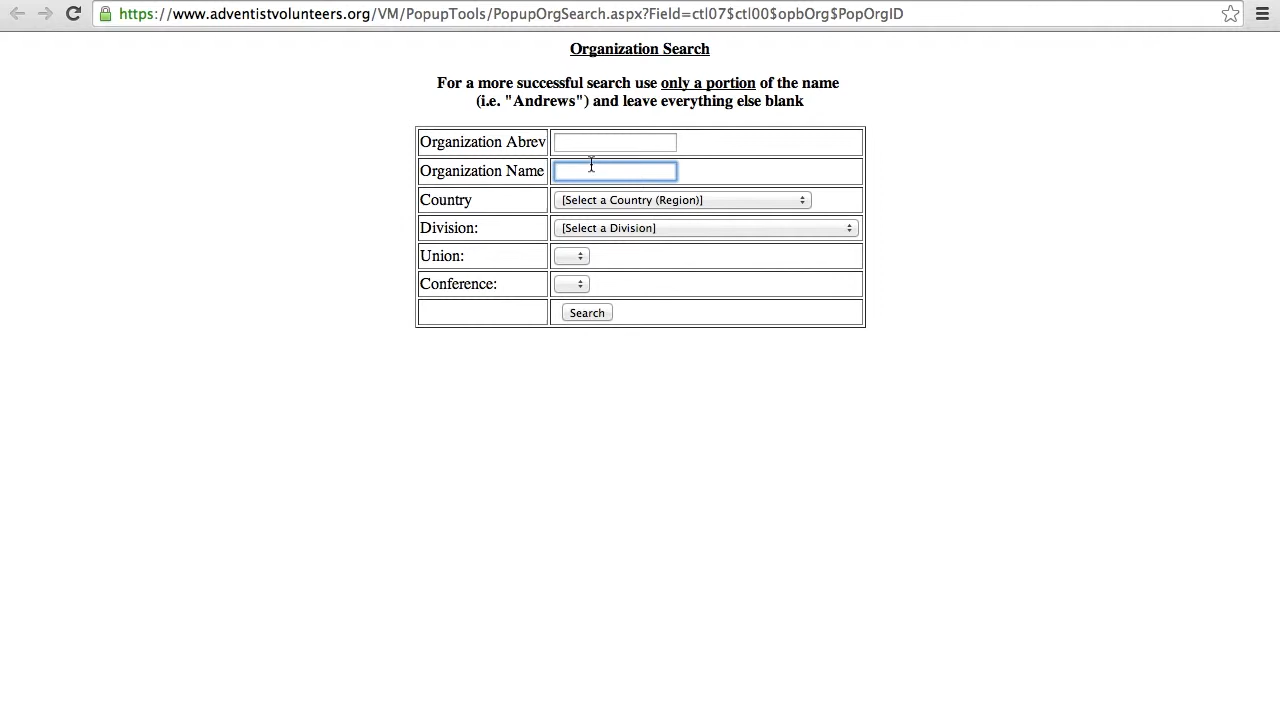 https://www.adventistvolunteers.org/VM/PopupTools/PopupOrgSearch.aspx?Field=ctl07$ctl00$opbOrg$PopOrgID
Organization Search
For a more successful search use only a portion of the name
(i.e. "Andrews") and leave everything else blank
Organization Abrev
Organization Name
Country [Select a Country (Region)]
Division: [Select a Division]
Union:
Conference:
Search